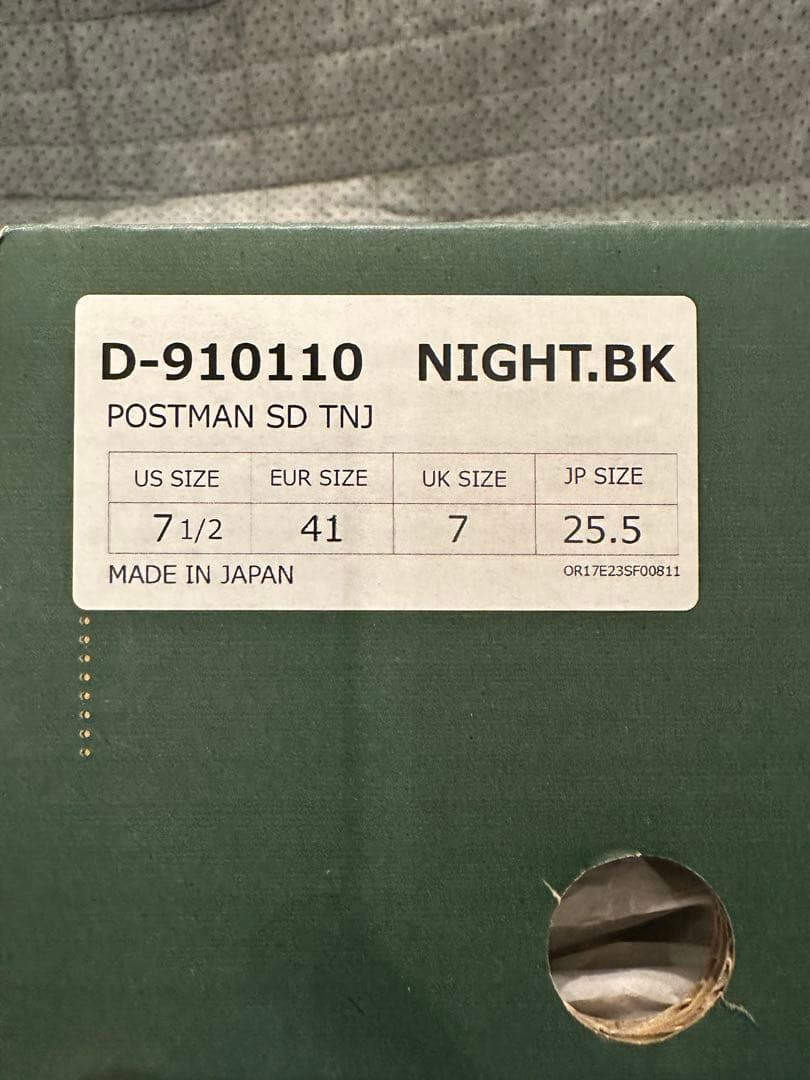 D-910110 NIGHT.BK
POSTMAN SD TNJ
US SIZE EUR SIZE UK SIZE JP SIZE
7 1/2 41 7 25.5
MADE IN JAPAN OR17E23SF00811